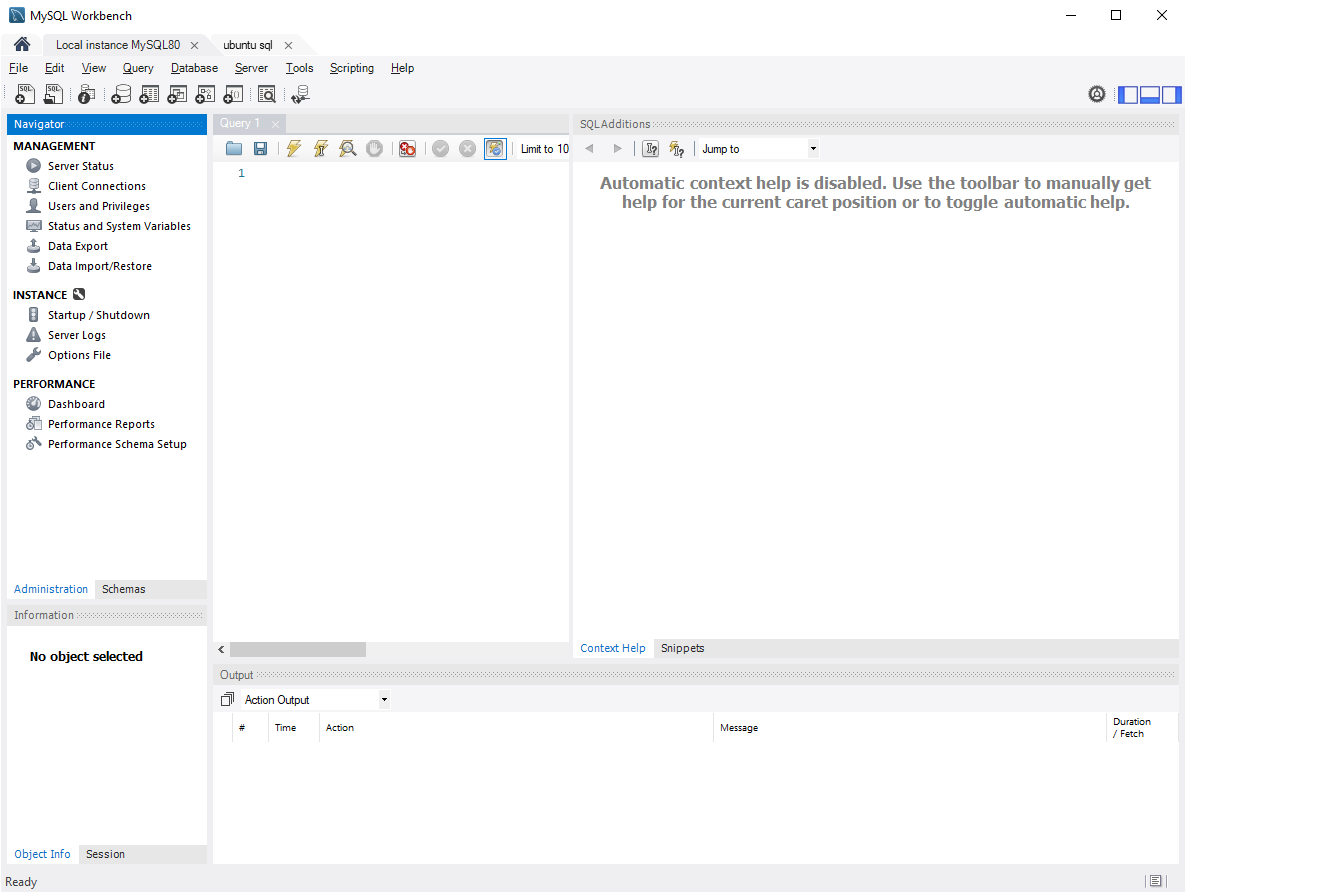 MySQL Workbench
Local instance MySQL80
ubuntu sql
File Edit View Query Database Server Tools Scripting Help
Navigator
MANAGEMENT
Server Status
Client Connections
Users and Privileges
Status and System Variables
Data Export
Data Import/Restore
INSTANCE
Startup / Shutdown
Server Logs
Options File
PERFORMANCE
Dashboard
Performance Reports
Performance Schema Setup
Administration Schemas
Information
No object selected
Object Info Session
Query 1
Limit to 10
1
SQLAdditions
Jump to
Automatic context help is disabled. Use the toolbar to manually get
help for the current caret position or to toggle automatic help.
Context Help Snippets
Output
Action Output
# Time Action Message Duration
/ Fetch
Ready